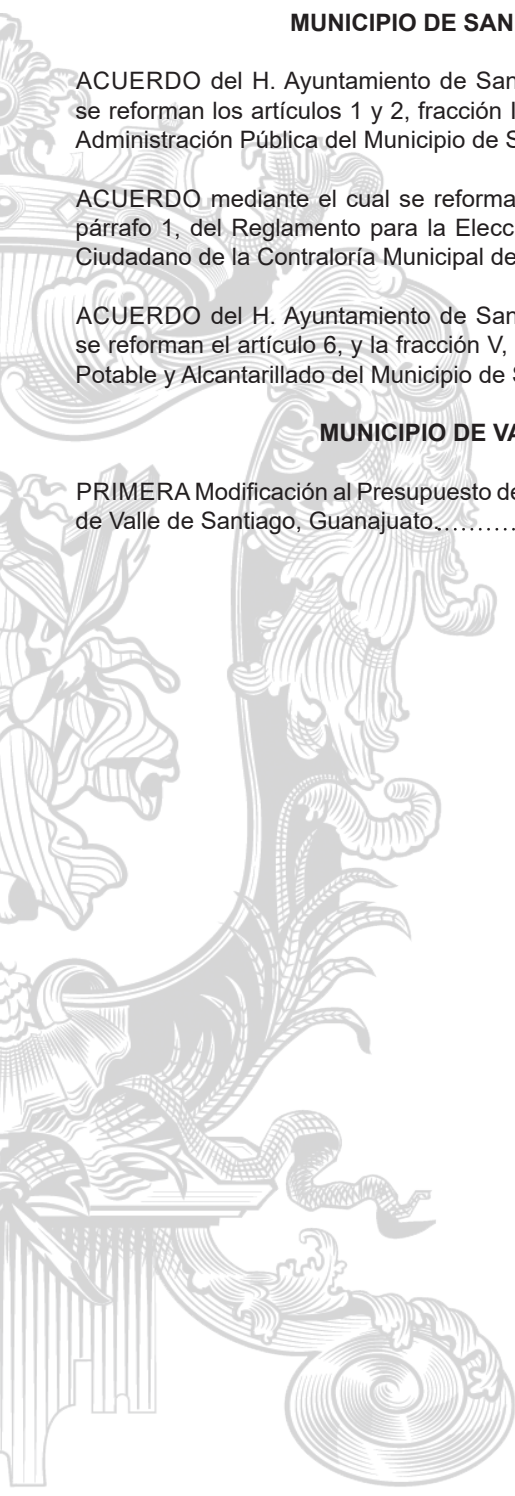 MUNICIPIO DE SAN
ACUERDO del H. Ayuntamiento de San
se reforman los artículos 1 y 2, fracción
Administración Pública del Municipio de
ACUERDO mediante el cual se reforma
párrafo 1, del Reglamento para la
Ciudadano de la Contraloría Municipal de
ACUERDO del H. Ayuntamiento de San
se reforman el artículo 6, y la fracción V,
Potable y Alcantarillado del Municipio de
MUNICIPIO DE
PRIMERA Modificación al Presupuesto de
de Valle de Santiago, Guanajuato...........